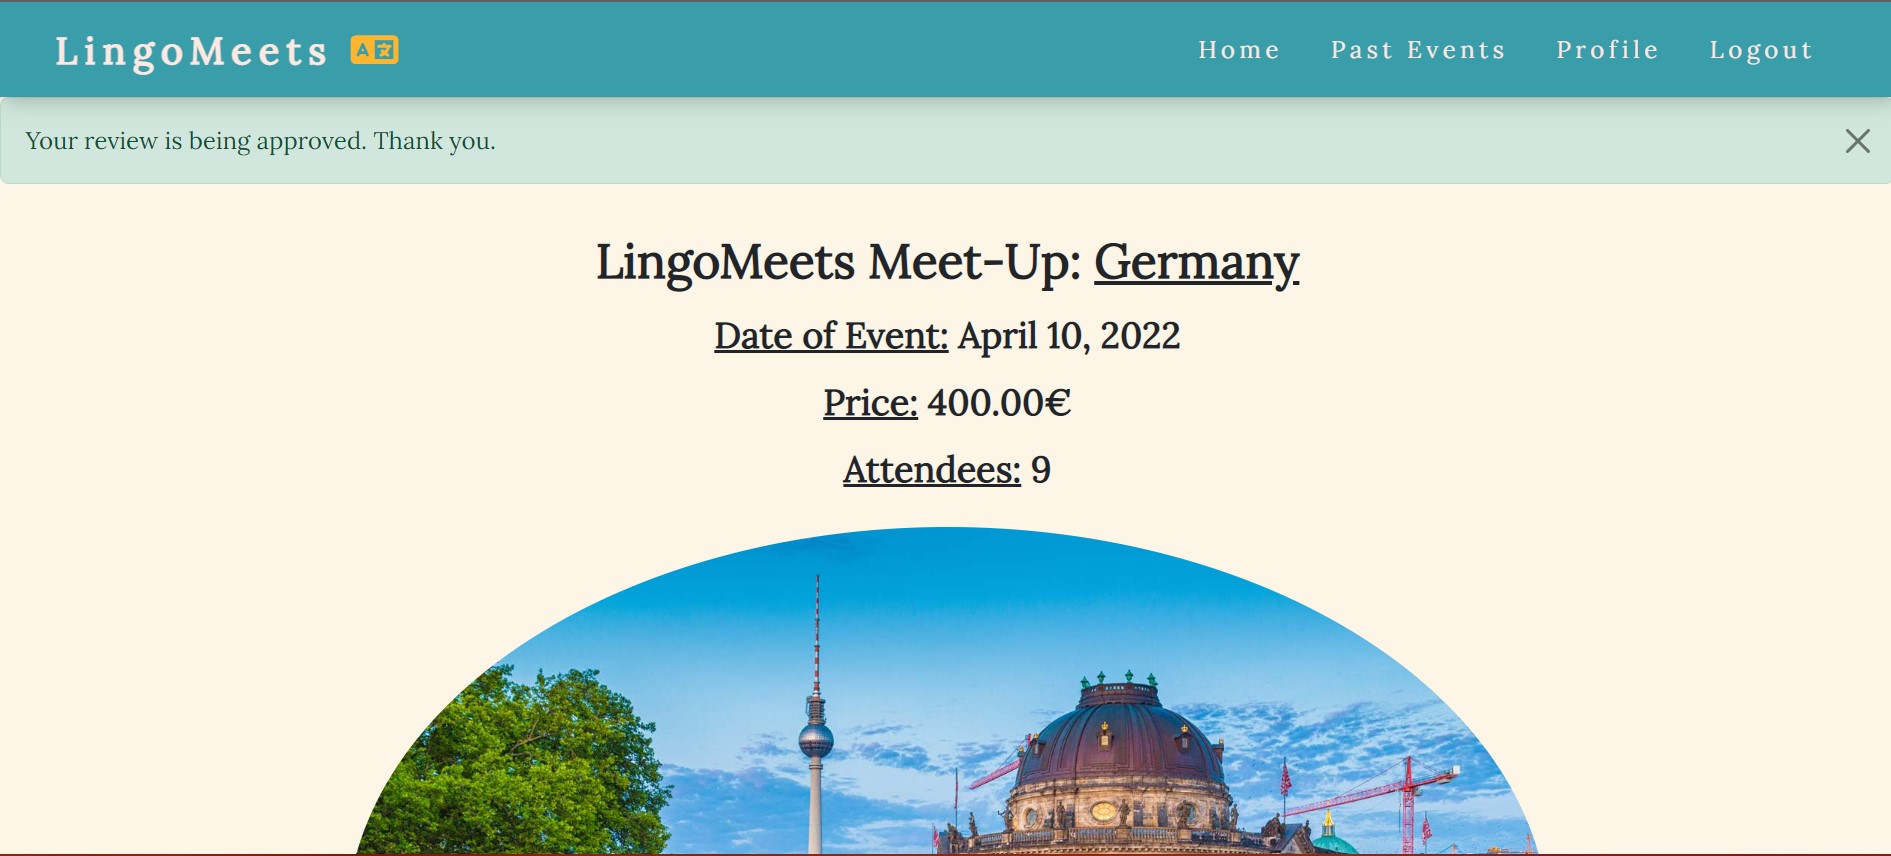 LingoMeets A 文
Home Past Events Profile Logout
Your review is being approved. Thank you.
LingoMeets Meet-Up: Germany
Date of Event: April 10, 2022
Price: 400.00€
Attendees: 9